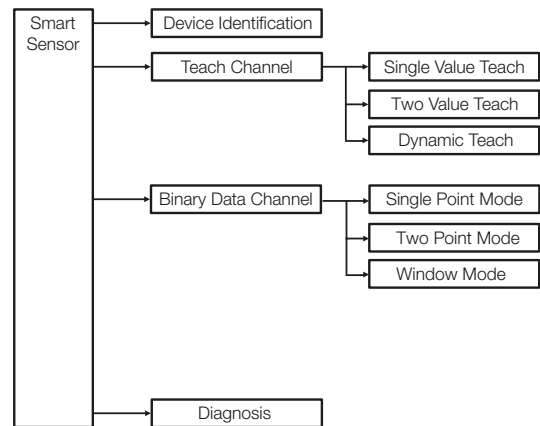 Smart
Sensor
Device Identification
Teach Channel
Single Value Teach
Two Value Teach
Dynamic Teach
Binary Data Channel
Single Point Mode
Two Point Mode
Window Mode
Diagnosis